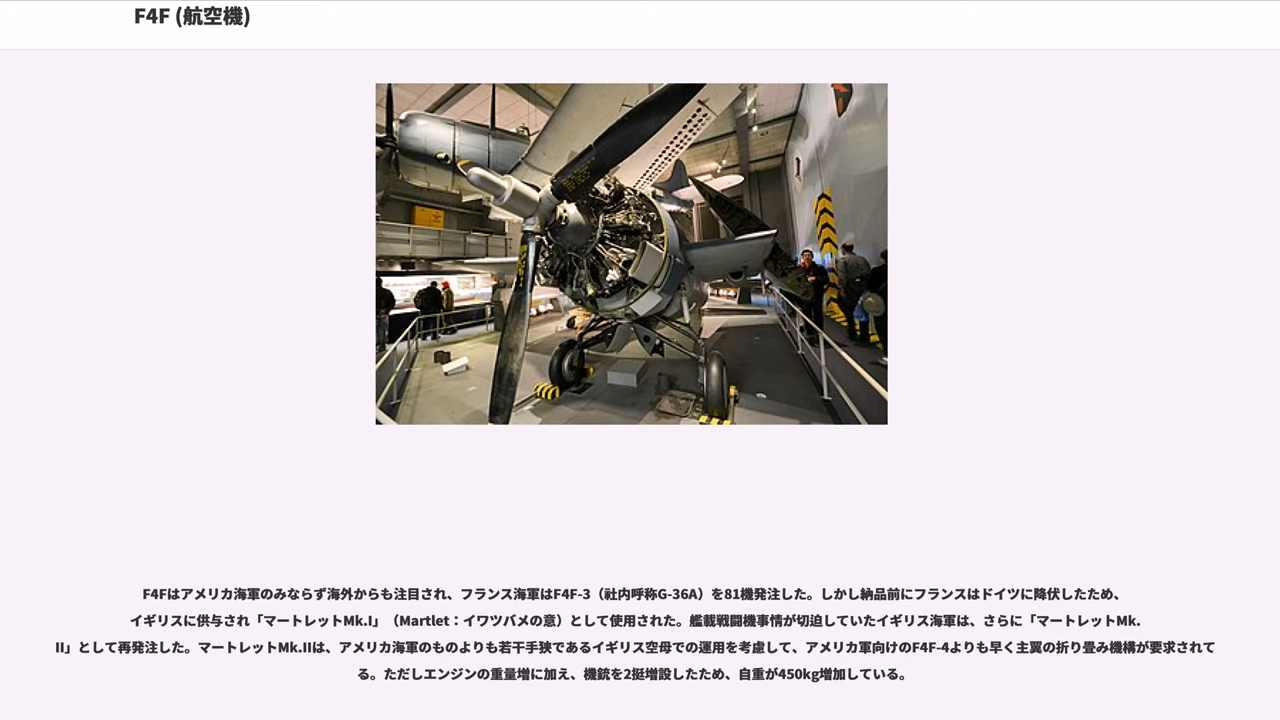 F4F (航空機)
F4Fはアメリカ海軍のみならず海外からも注目され、フランス海軍はF4F-3（社内呼称G-36A）を81機発注した。しかし納品前にフランスはドイツに降伏したため、
イギリスに供与され「マートレットMk.I」（Martlet：イワツバメの意）として使用された。艦載戦闘機事情が切迫していたイギリス海軍は、さらに「マートレットMk.
II」として再発注した。マートレットMk.IIは、アメリカ海軍のものよりも若干手狭であるイギリス空母での運用を考慮して、アメリカ軍向けのF4F-4よりも早く主翼の折り畳み機構が要求されて
る。ただしエンジンの重量増に加え、機銃を2挺増設したため、自重が450kg増加している。